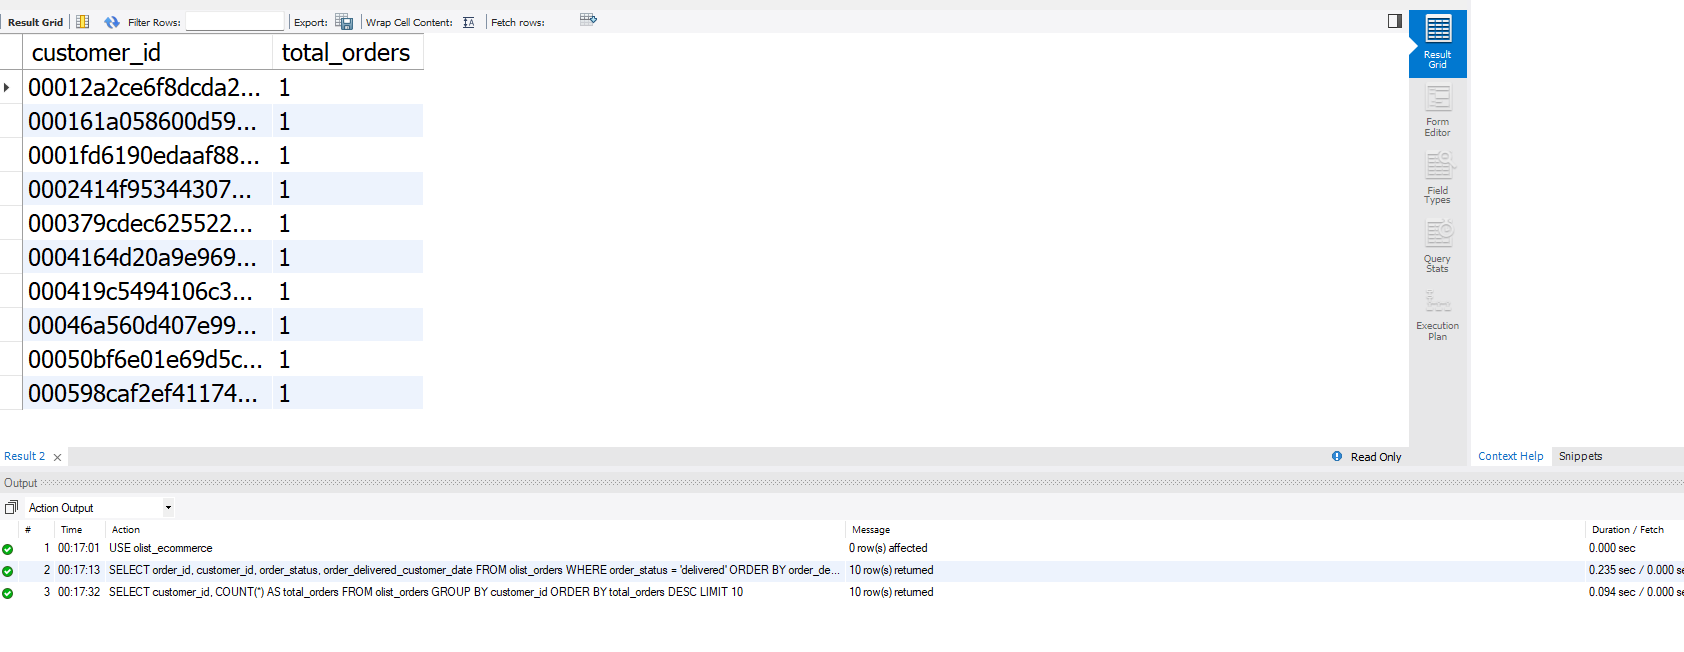 Result Grid Filter Rows: Export: Wrap Cell Content: Fetch rows:
customer_id total_orders
00012a2ce6f8dcda2... 1
000161a058600d59... 1
0001fd6190edaaf88... 1
0002414f95344307... 1
000379cdec625522... 1
0004164d20a9e969... 1
000419c5494106c3... 1
00046a560d407e99... 1
00050bf6e01e69d5c... 1
000598caf2ef41174... 1
Result
Grid
Form
Editor
Field
Types
Query
Stats
Execution
Plan
Result 2 Read Only Context Help Snippets
Output
Action Output
# Time Action Message Duration / Fetch
1 00:17:01 USE olist_ecommerce 0 row(s) affected 0.000 sec
2 00:17:13 SELECT order_id, customer_id, order_status, order_delivered_customer_date FROM olist_orders WHERE order_status = 'delivered' ORDER BY order_de... 10 row(s) returned 0.235 sec / 0.000 se
3 00:17:32 SELECT customer_id, COUNT(*) AS total_orders FROM olist_orders GROUP BY customer_id ORDER BY total_orders DESC LIMIT 10 10 row(s) returned 0.094 sec / 0.000 se